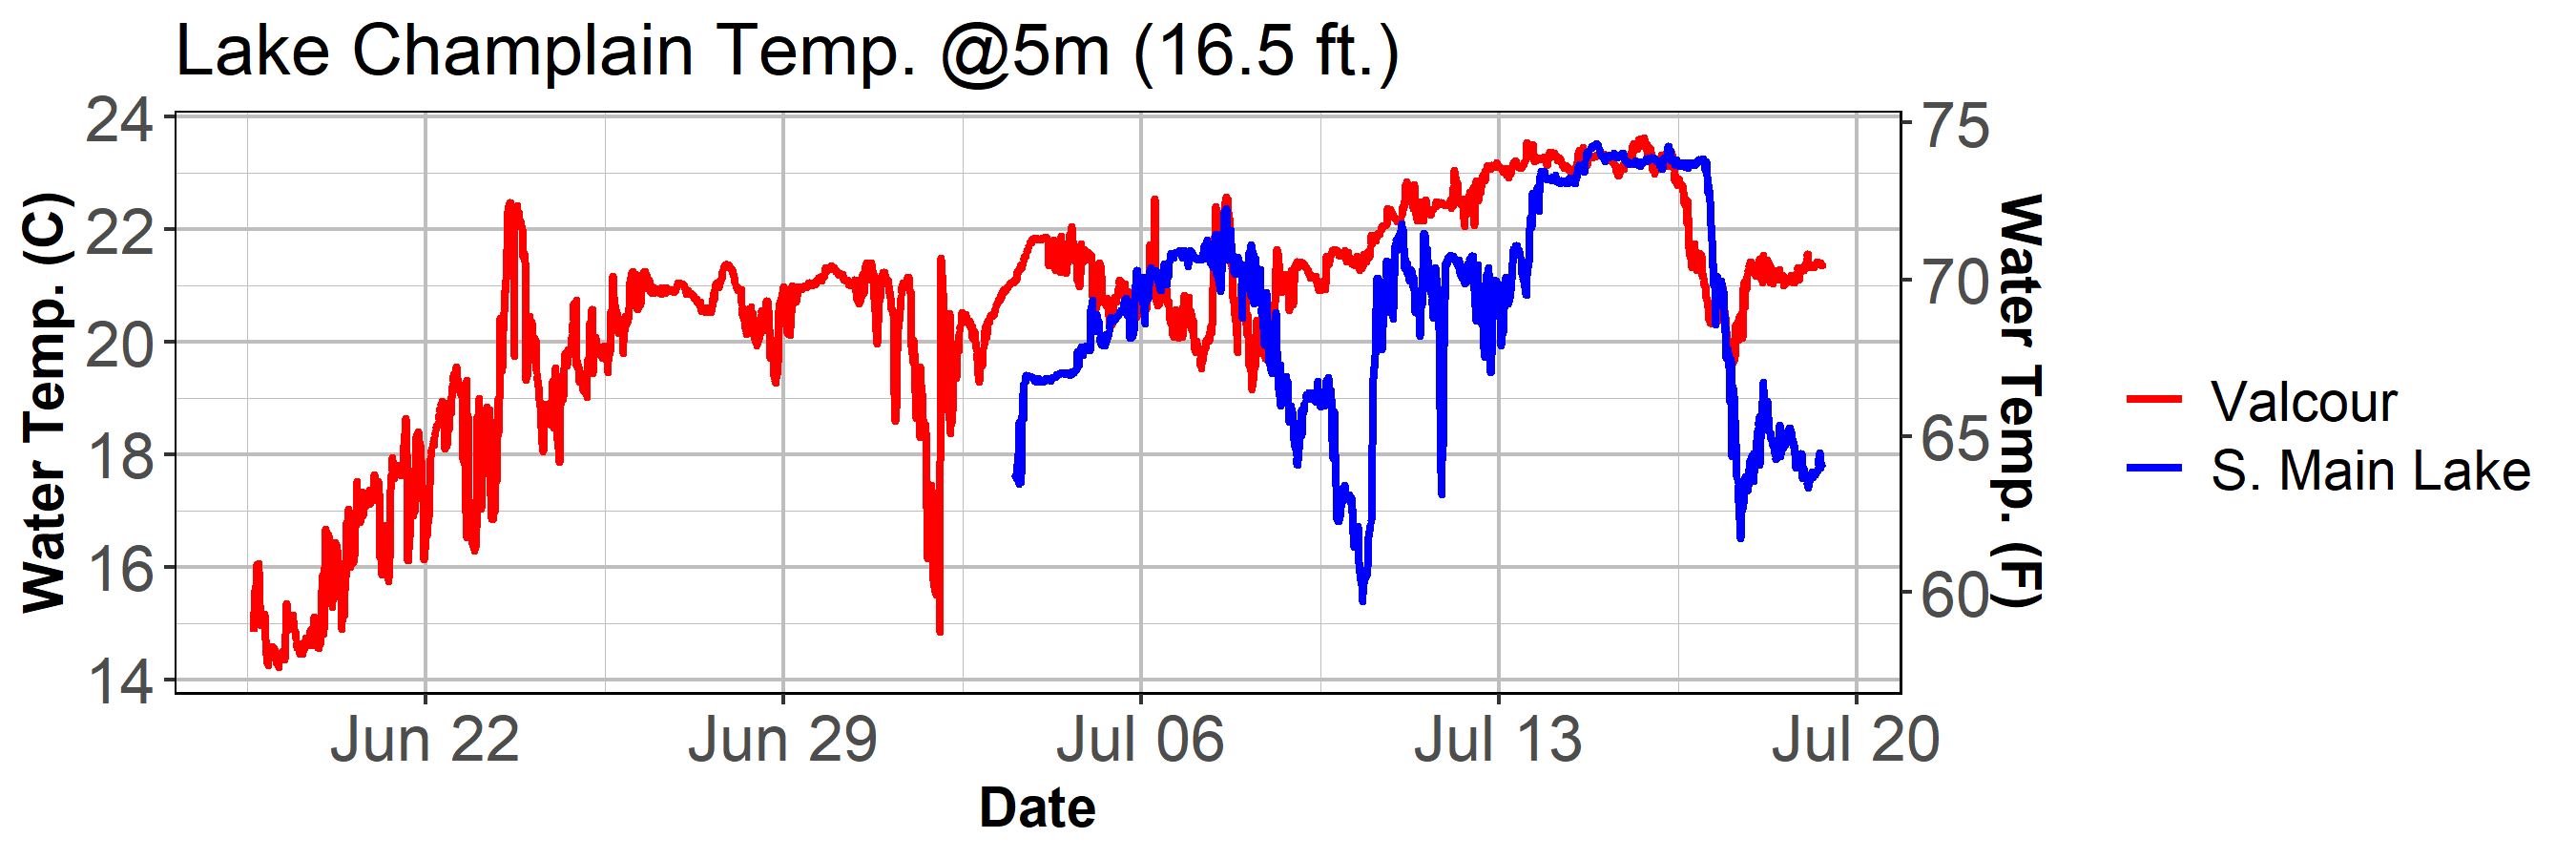 Lake Champlain Temp. @5m (16.5 ft.)
24
22
20
18
16
14
Water Temp. (C)
75
70
65
60
Water Temp. (F)
Jun 22
Jun 29
Jul 06
Jul 13
Jul 20
Date
Valcour
S. Main Lake